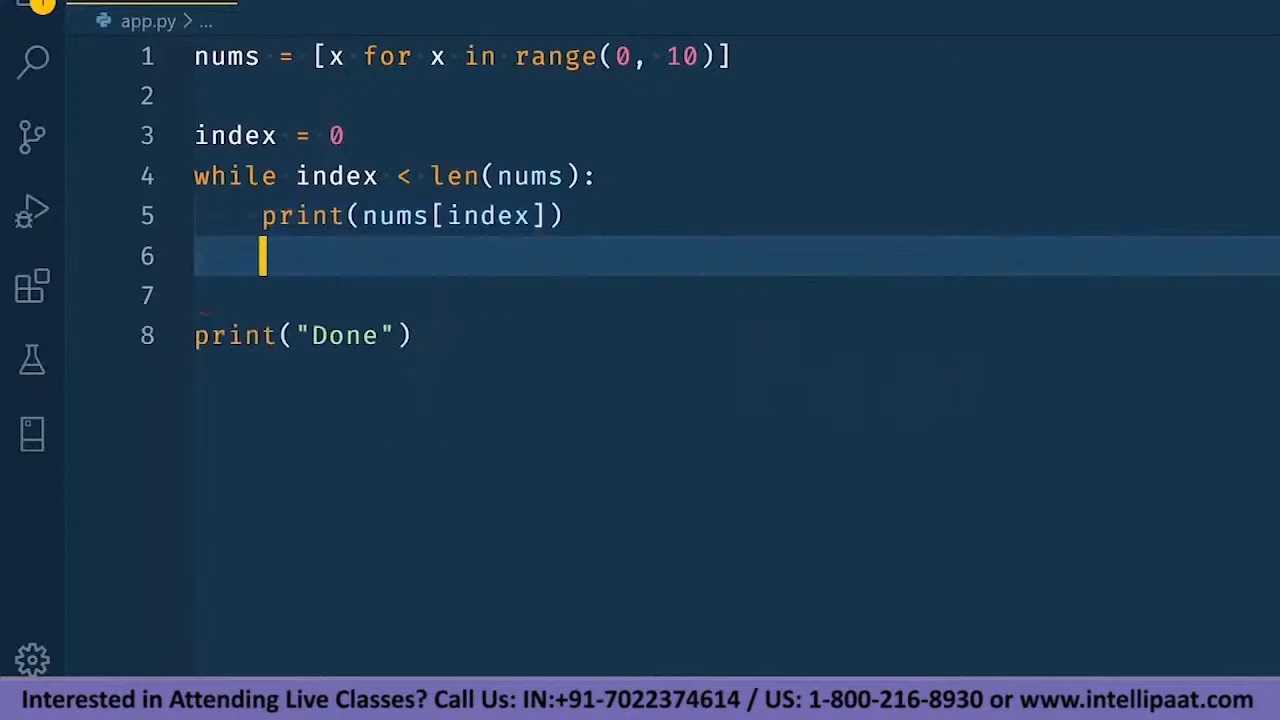 app.py > ...
1 nums = [x for x in range(0, 10)]
2
3 index = 0
4 while index < len(nums):
5     print(nums[index])
6
7
8 print("Done")
Interested in Attending Live Classes? Call Us: IN:+91-7022374614 / US: 1-800-216-8930 or www.intellipaat.com